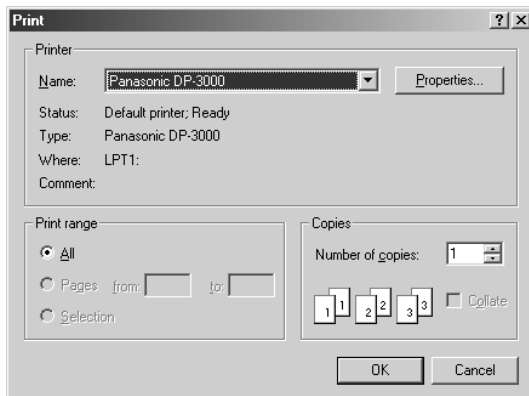 Print
Printer
Name: Panasonic DP-3000 Properties...
Status: Default printer; Ready
Type: Panasonic DP-3000
Where: LPT1:
Comment:
Print range
All
Pages from: to:
Selection
Copies
Number of copies: 1
1 1 2 2 3 3 Collate
OK Cancel